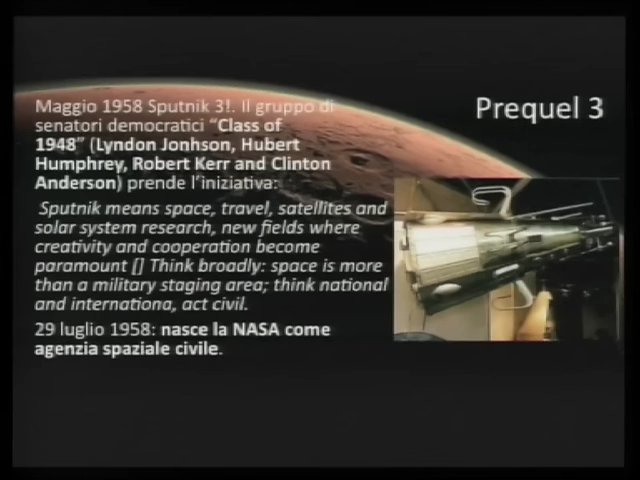 Prequel 3
Maggio 1958 Sputnik 3!. Il gruppo di
senatori democratici “Class of
1948” (Lyndon Jonhson, Hubert
Humphrey, Robert Kerr and Clinton
Anderson) prende l’iniziativa:
Sputnik means space, travel, satellites and
solar system research, new fields where
creativity and cooperation become
paramount [] Think broadly: space is more
than a military staging area; think national
and internationa, act civil.
29 luglio 1958: nasce la NASA come
agenzia spaziale civile.